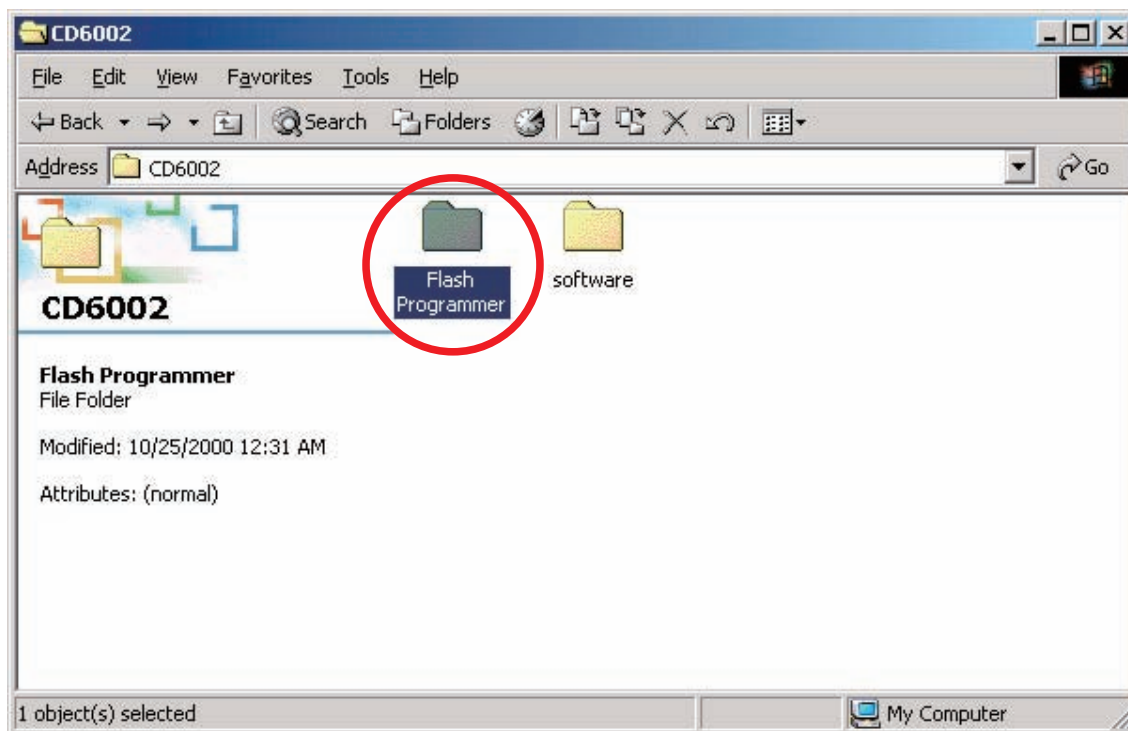 CD6002
File Edit View Favorites Tools Help
Back Search Folders
Address CD6002 Go
CD6002
Flash Programmer
File Folder
Modified: 10/25/2000 12:31 AM
Attributes: (normal)
Flash
Programmer
software
1 object(s) selected My Computer